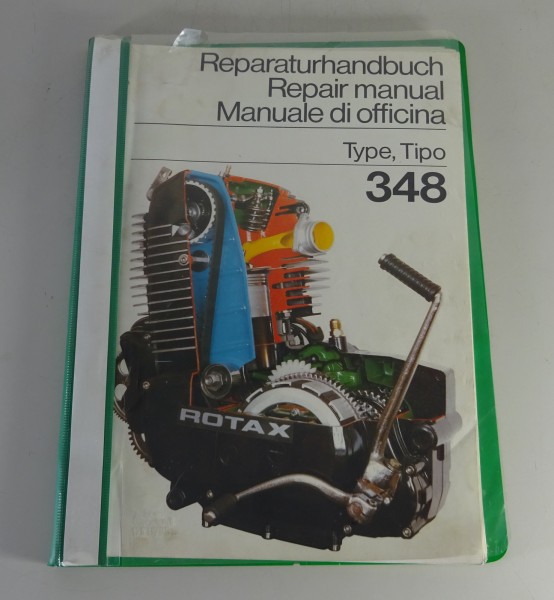 Reparaturhandbuch
Repair manual
Manuale di officina
Type, Tipo
348
ROTAX